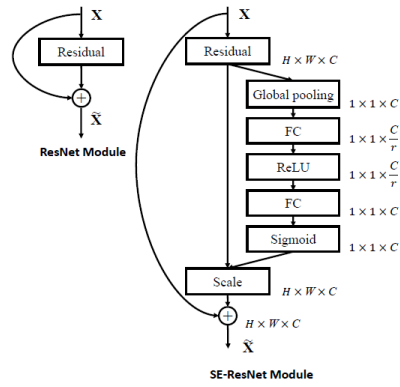 X
Residual
+
X̃
ResNet Module
X
Residual
H × W × C
Global pooling
1 × 1 × C
FC
1 × 1 × C/r
ReLU
1 × 1 × C/r
FC
1 × 1 × C
Sigmoid
1 × 1 × C
Scale
H × W × C
+
H × W × C
X̃
SE-ResNet Module